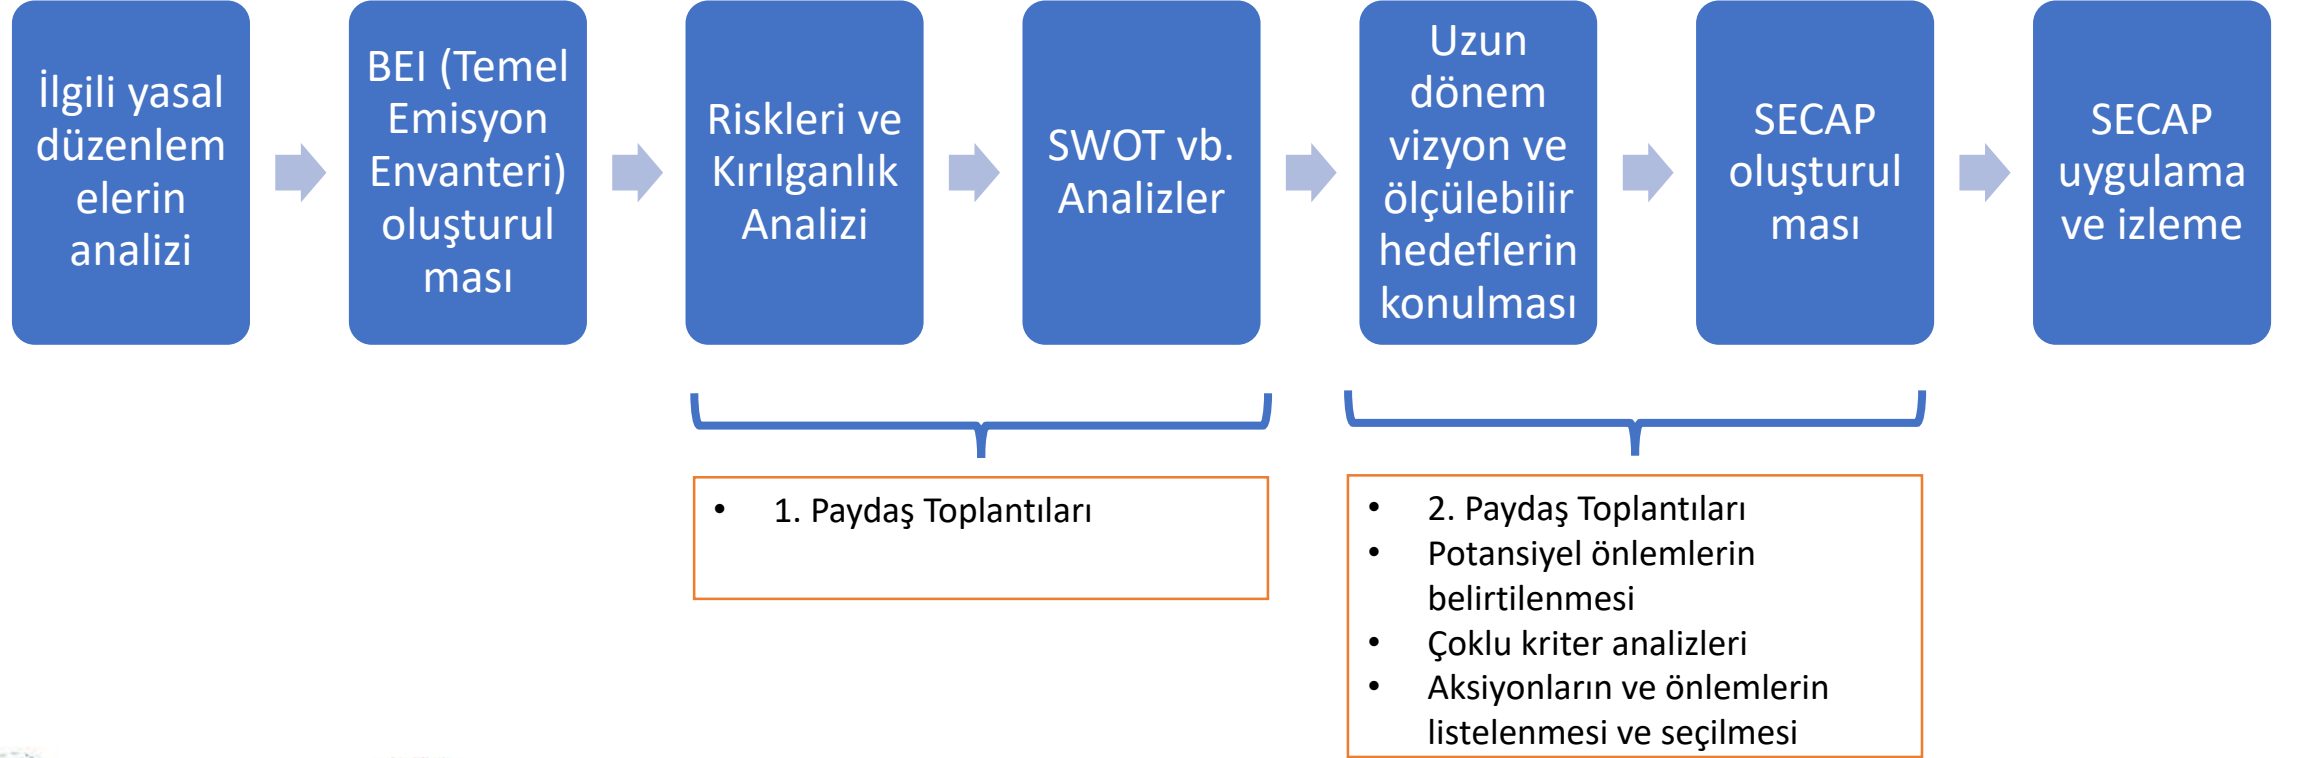 İlgili yasal
düzenlem
elerin
analizi
BEI (Temel
Emisyon
Envanteri)
oluşturul
ması
Riskleri ve
Kırılganlık
Analizi
SWOT vb.
Analizler
Uzun
dönem
vizyon ve
ölçülebilir
hedeflerin
konulması
SECAP
oluşturul
ması
SECAP
uygulama
ve izleme
• 1. Paydaş Toplantıları
• 2. Paydaş Toplantıları
• Potansiyel önlemlerin
belirtilenmesi
• Çoklu kriter analizleri
• Aksiyonların ve önlemlerin
listelenmesi ve seçilmesi